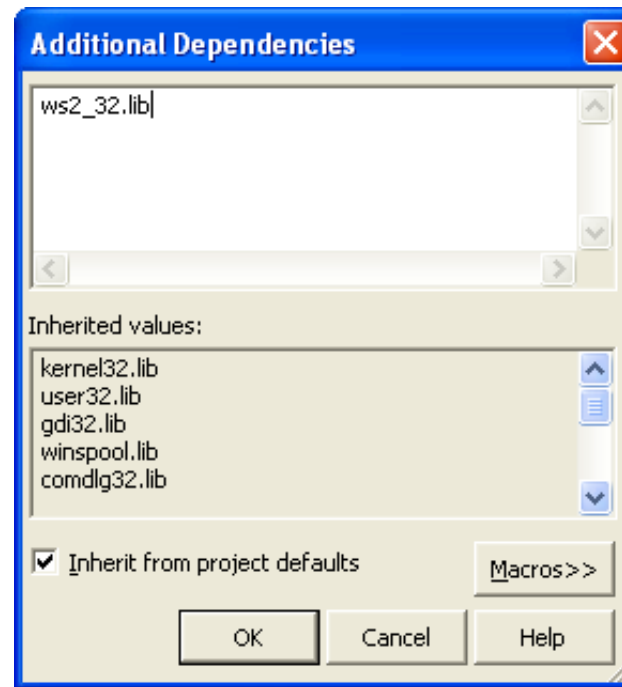 Additional Dependencies
ws2_32.lib
Inherited values:
kernel32.lib
user32.lib
gdi32.lib
winspool.lib
comdlg32.lib
Inherit from project defaults
Macros>>
OK Cancel Help